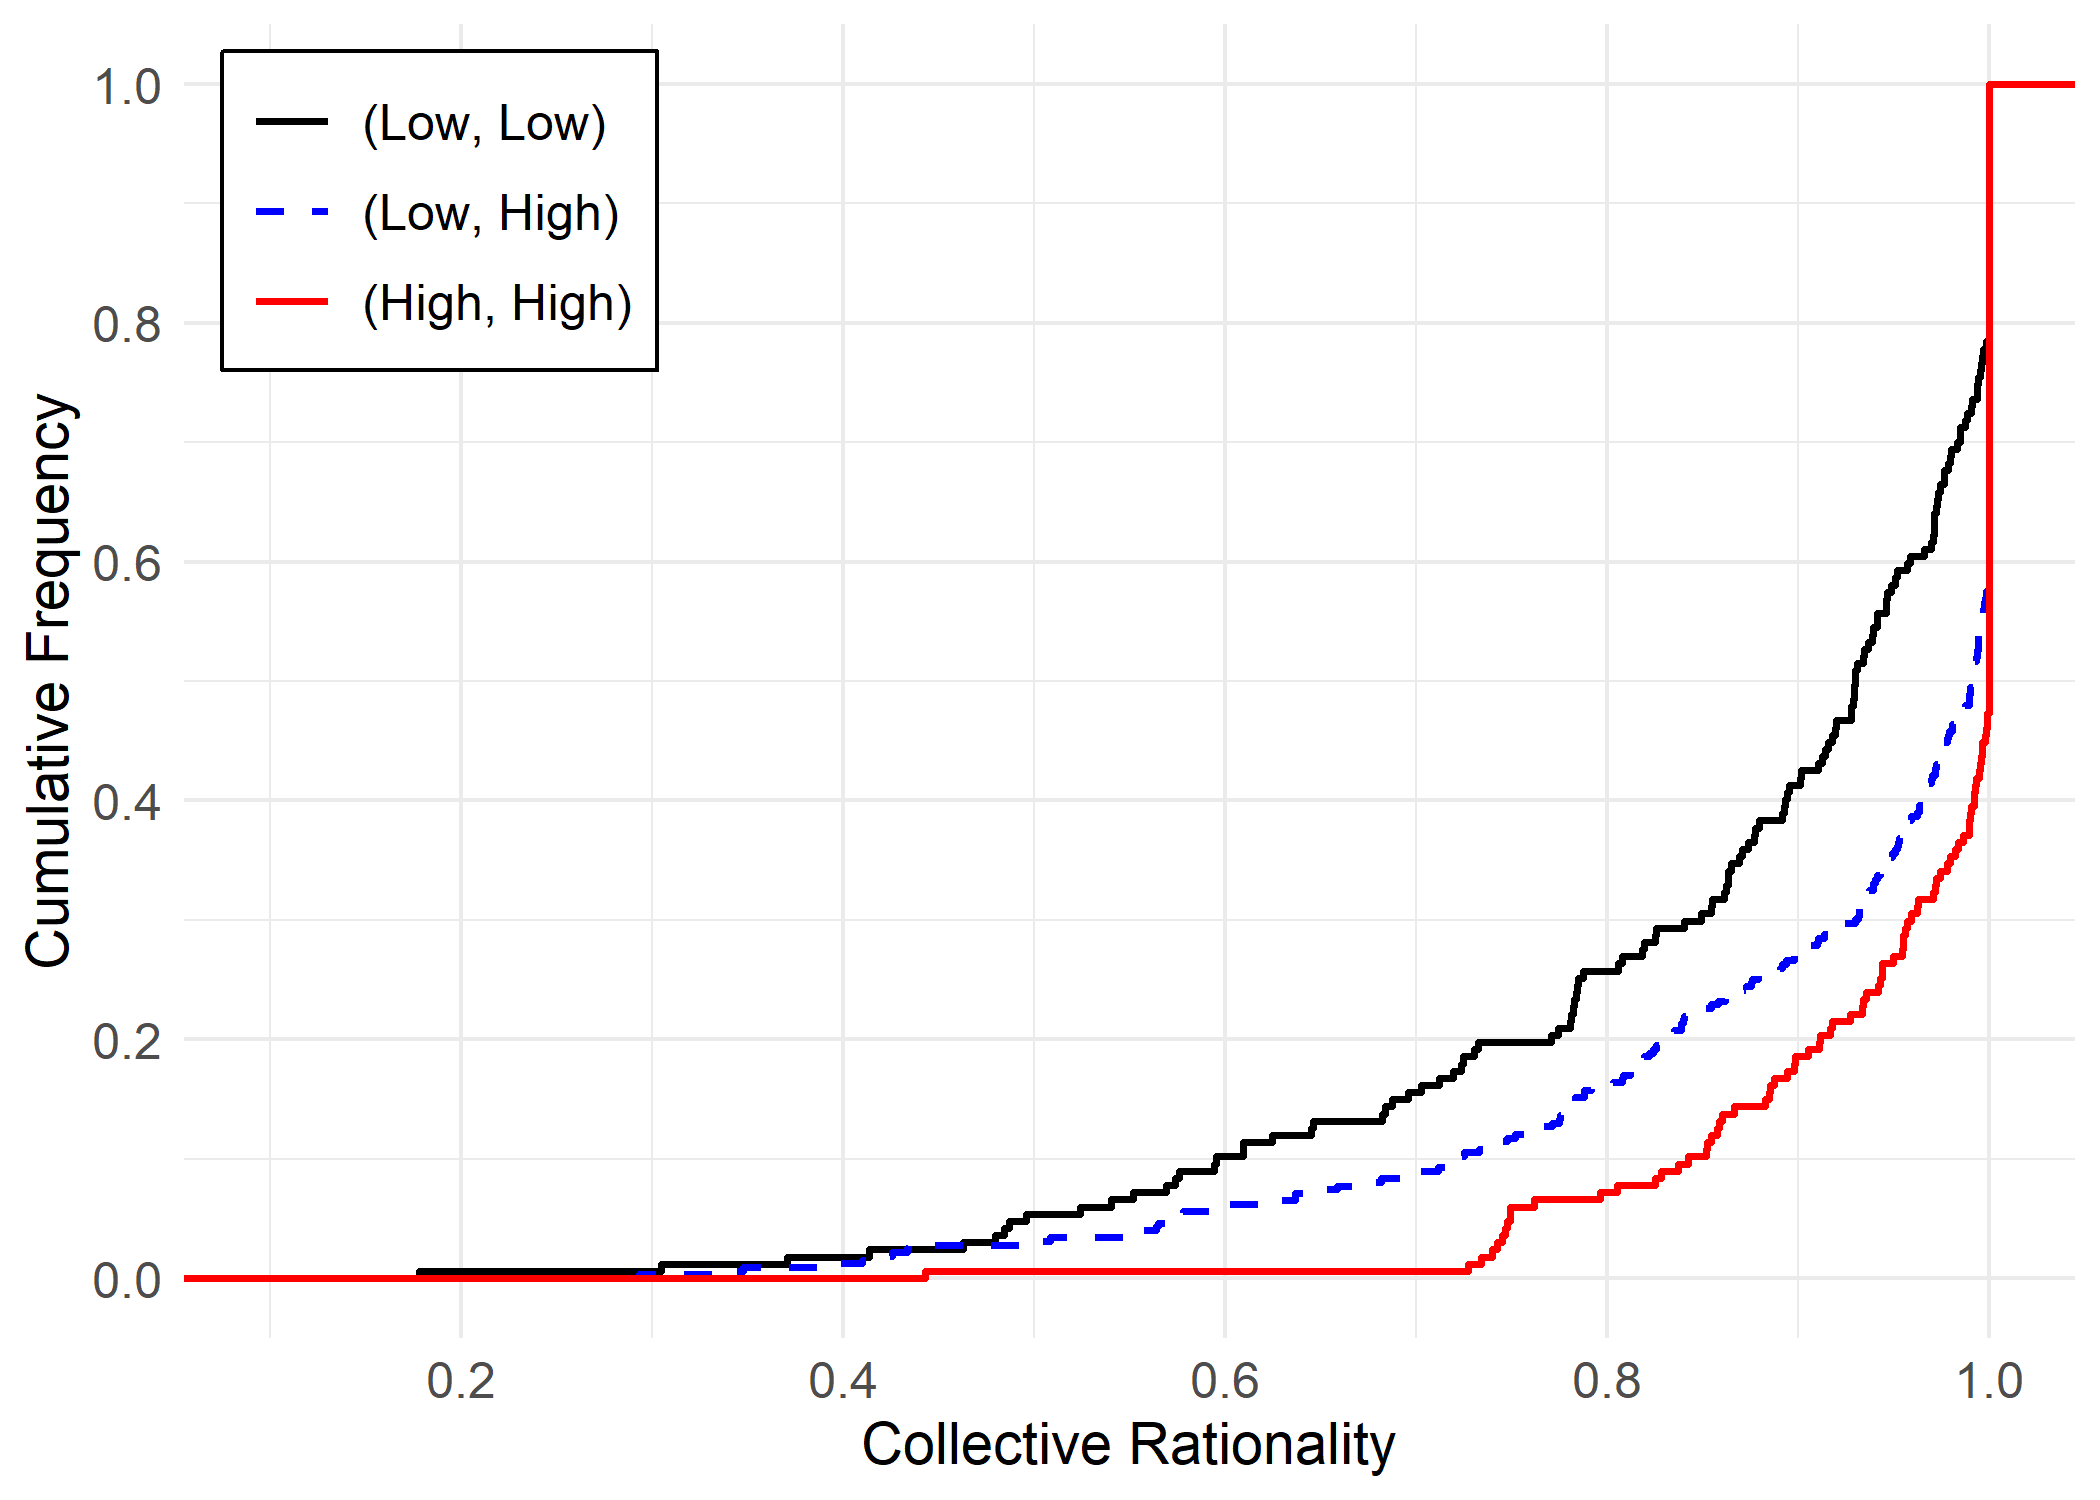 1.0
0.8
0.6
0.4
0.2
0.0
Cumulative Frequency
(Low, Low)
(Low, High)
(High, High)
0.2
0.4
0.6
0.8
1.0
Collective Rationality